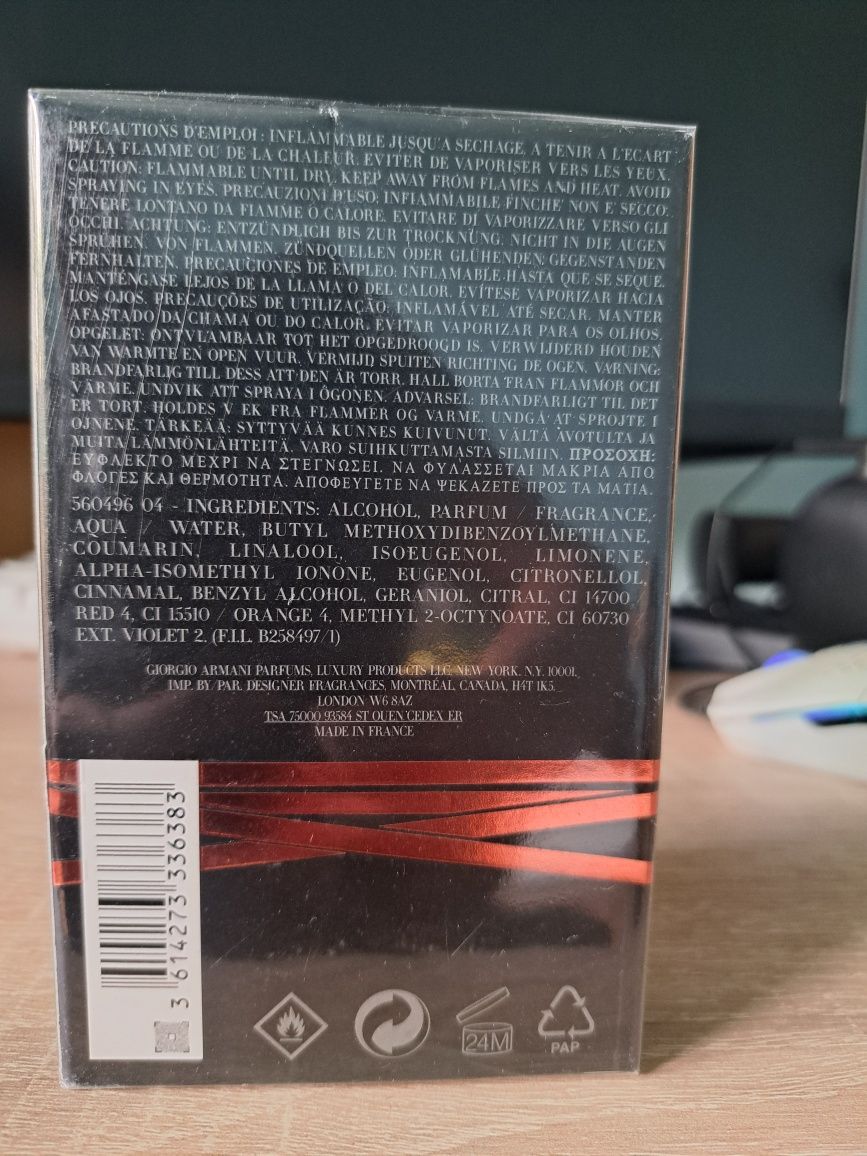 PRECAUTIONS D'EMPLOI : INFLAMMABLE JUSQU'A SECHAGE. A TENIR A L'ECART
DE LA FLAMME OU DE LA CHALEUR. EVITER DE VAPORISER VERS LES YEUX.
CAUTION: FLAMMABLE UNTIL DRY. KEEP AWAY FROM FLAMES AND HEAT. AVOID
SPRAYING IN EYES. PRECAUZIONI D'USO: INFIAMMABILE FINCHE' NON E' SECCO.
TENERE LONTANO DA FIAMME O CALORE. EVITARE DI VAPORIZZARE VERSO GLI
OCCHI. ACHTUNG: ENTZÜNDLICH BIS ZUR TROCKNUNG. NICHT IN DIE AUGEN
SPRÜHEN. VON FLAMMEN, ZÜNDQUELLEN ODER GLÜHENDEN GEGENSTANDEN
FERNHALTEN. PRECAUCIONES DE EMPLEO: INFLAMABLE HASTA QUE SE SEQUE.
MANTÉNGASE LEJOS DE LA LLAMA O DEL CALOR. EVÍTESE VAPORIZAR HACIA
LOS OJOS. PRECAUÇÕES DE UTILIZAÇÃO: INFLAMÁVEL ATÉ SECAR. MANTER
AFASTADO DA CHAMA OU DO CALOR. EVITAR VAPORIZAR PARA OS OLHOS.
OPGELET: ONTVLAMBAAR TOT HET OPGEDROOGD IS. VERWIJDERD HOUDEN
VAN WARMTE EN OPEN VUUR. VERMIJD SPUITEN RICHTING DE OGEN. VARNING:
BRANDFARLIG TILL DESS ATT DEN ÄR TORR. HALL BORTA FRAN FLAMMOR OCH
VÄRME. UNDVIK ATT SPRAYA I ÖGONEN. ADVARSEL: BRANDFARLIGT TIL DET
ER TORT. HOLDES V EK FRA FLAMMER OG VARME. UNDGÅ AT SPROJTE I
OJNENE. TÄRKEÄÄ: SYTTYVÄÄ KUNNES KUIVUNUT. VÄLTÄ AVOTULTA JA
MUITA LÄMMÖNLÄHTEITÄ. VARO SUIHKUTTAMASTA SILMIIN. ΠΡΟΣΟΧΗ:
ΕΥΦΛΕΚΤΟ ΜΕΧΡΙ ΝΑ ΣΤΕΓΝΩΣΕΙ. ΝΑ ΦΥΛΑΣΣΕΤΑΙ ΜΑΚΡΙΑ ΑΠΟ
ΦΛΟΓΕΣ ΚΑΙ ΘΕΡΜΟΤΗΤΑ. ΑΠΟΦΕΥΓΕΤΕ ΝΑ ΨΕΚΑΖΕΤΕ ΠΡΟΣ ΤΑ ΜΑΤΙΑ.
560496 04 - INGREDIENTS: ALCOHOL, PARFUM / FRAGRANCE,
AQUA / WATER, BUTYL METHOXYDIBENZOYLMETHANE,
COUMARIN, LINALOOL, ISOEUGENOL, LIMONENE,
ALPHA-ISOMETHYL IONONE, EUGENOL, CITRONELLOL,
CINNAMAL, BENZYL ALCOHOL, GERANIOL, CITRAL, CI 14700
RED 4, CI 15510 / ORANGE 4, METHYL 2-OCTYNOATE, CI 60730
EXT. VIOLET 2. (F.I.L. B258497/1)
GIORGIO ARMANI PARFUMS, LUXURY PRODUCTS LLC. NEW YORK. N.Y. 10001.
IMP. BY/PAR. DESIGNER FRAGRANCES, MONTRÉAL, CANADA, H4T 1K5.
LONDON W6 8AZ
TSA 75000 93584 ST OUEN CEDEX FR
MADE IN FRANCE
3 614273 336383
24M
PAP